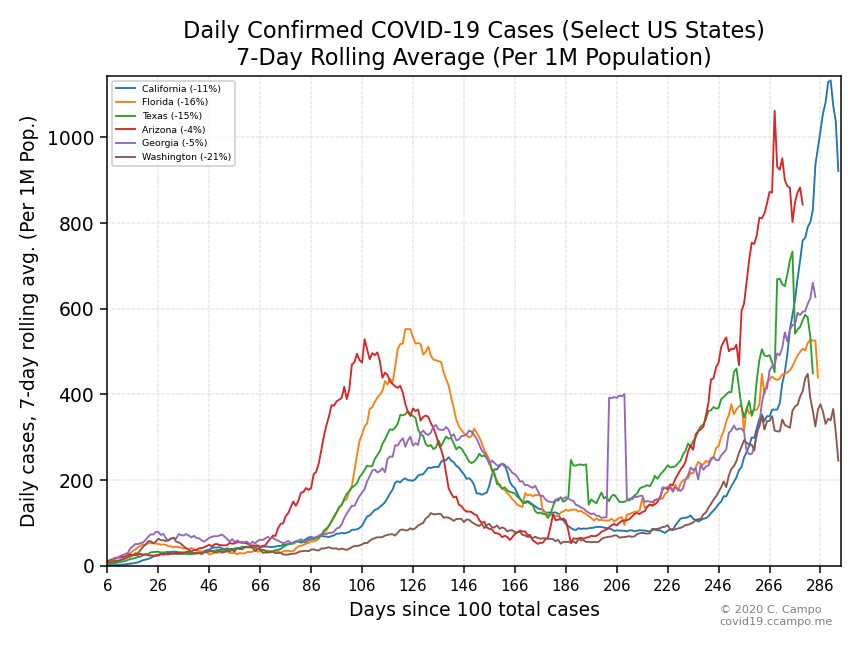 Daily Confirmed COVID-19 Cases (Select US States)
7-Day Rolling Average (Per 1M Population)
California (-11%)
Florida (-16%)
Texas (-15%)
Arizona (-4%)
Georgia (-5%)
Washington (-21%)
Daily cases, 7-day rolling avg. (Per 1M Pop.)
1000
800
600
400
200
0
6 26 46 66 86 106 126 146 166 186 206 226 246 266 286
Days since 100 total cases
© 2020 C. Campo
covid19.ccampo.me